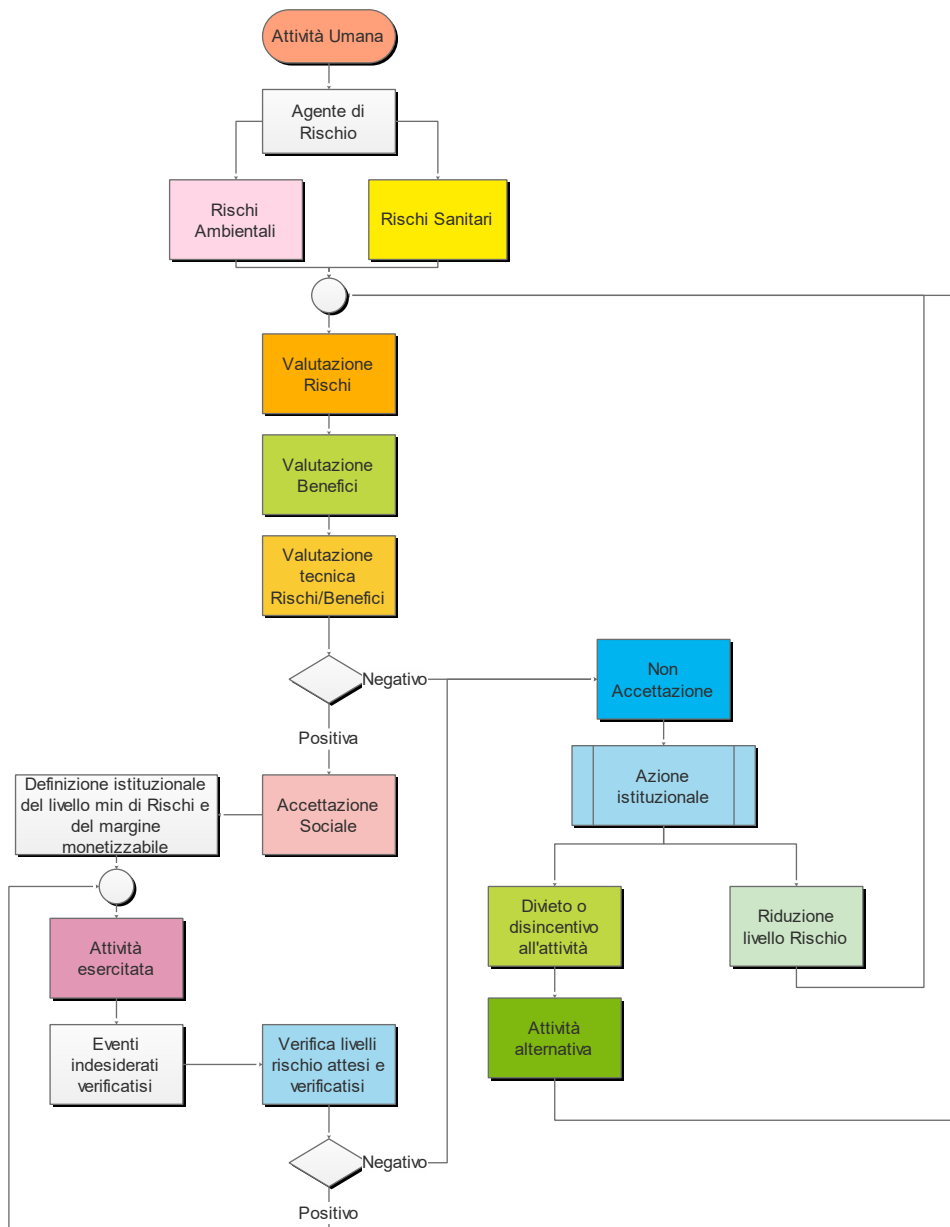 Attività Umana
Agente di
Rischio
Rischi
Ambientali
Rischi Sanitari
Valutazione
Rischi
Valutazione
Benefici
Valutazione
tecnica
Rischi/Benefici
Negativo
Non
Accettazione
Positiva
Azione
istituzionale
Definizione istituzionale
del livello min di Rischi e
del margine
monetizzabile
Accettazione
Sociale
Divieto o
disincentivo
all'attività
Riduzione
livello Rischio
Attività
esercitata
Attività
alternativa
Eventi
indesiderati
verificatisi
Verifica livelli
rischio attesi e
verificatisi
Negativo
Positivo